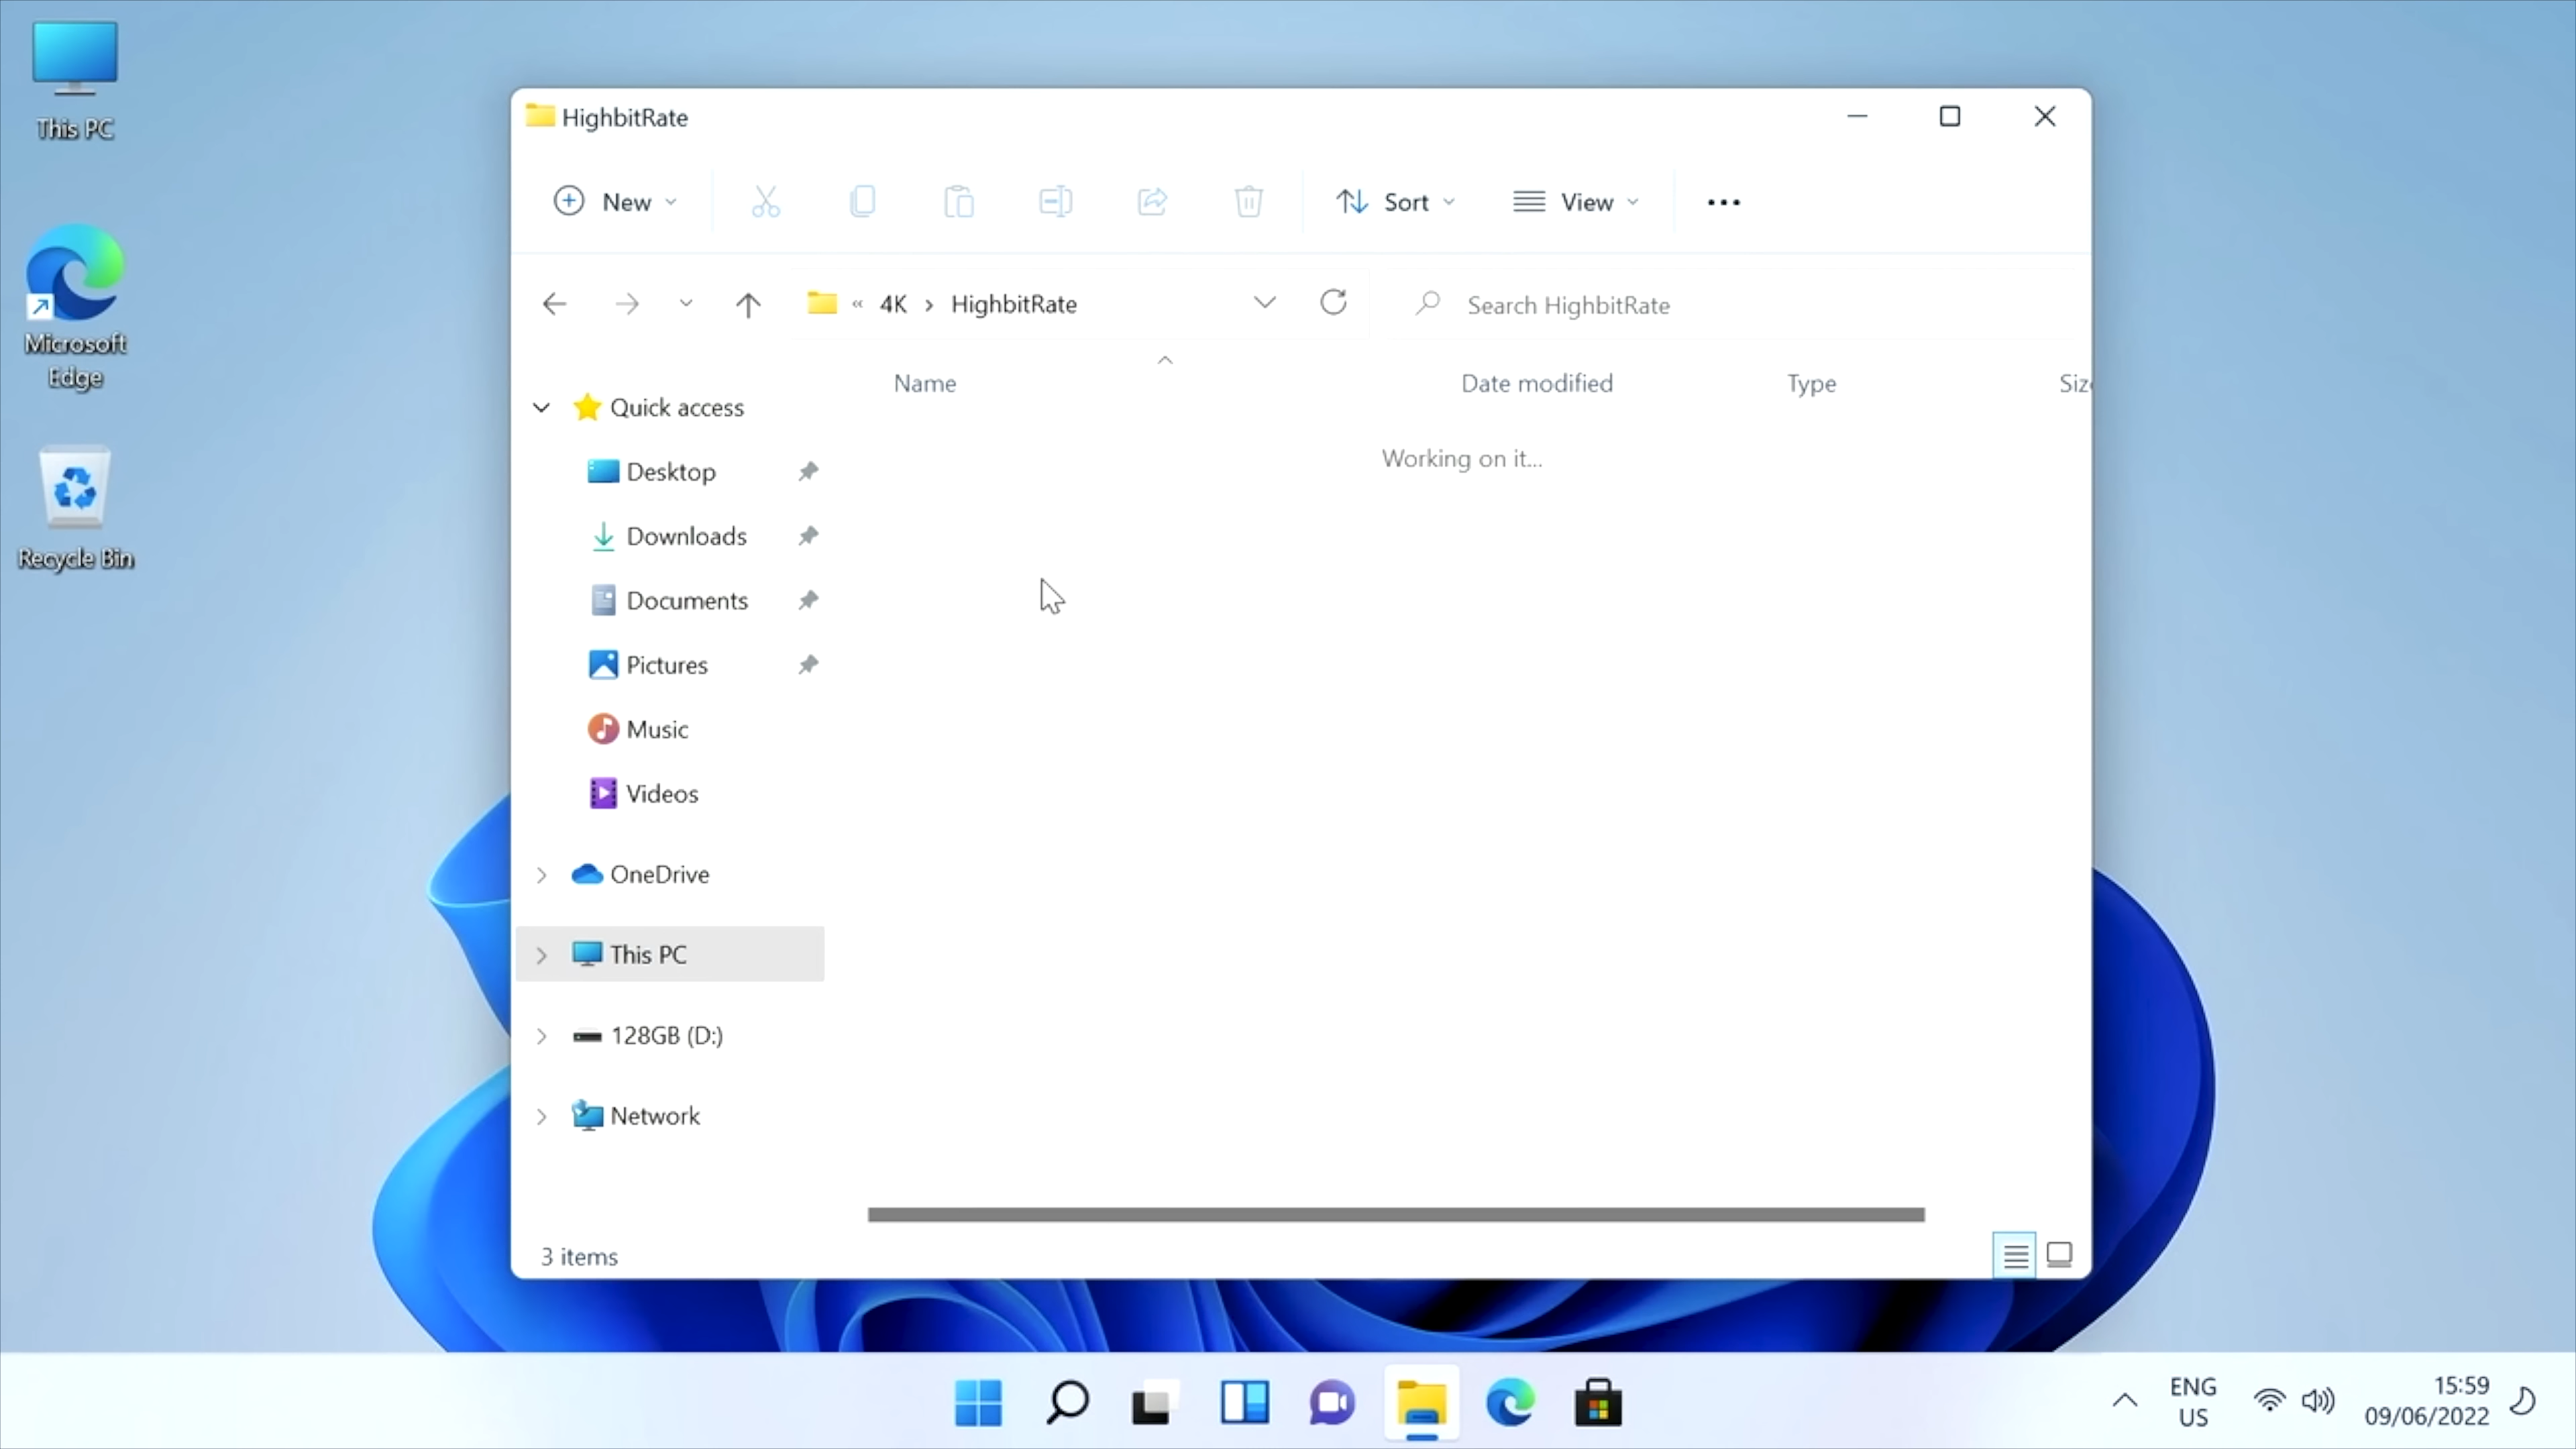 This PC
Microsoft
Edge
Recycle Bin
HighbitRate
New
Sort
View
« 4K › HighbitRate
Search HighbitRate
Name
Date modified
Type
Siz
Working on it...
Quick access
Desktop
Downloads
Documents
Pictures
Music
Videos
OneDrive
This PC
128GB (D:)
Network
3 items
ENG
US
15:59
09/06/2022